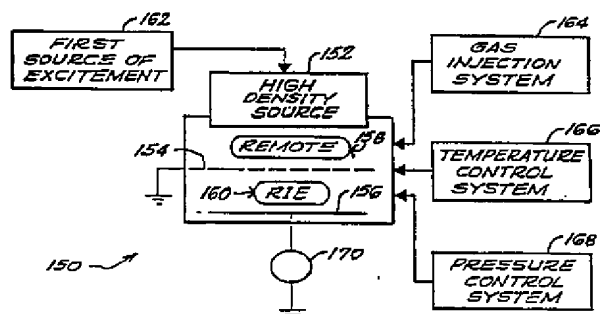 162
FIRST
SOURCE OF
EXCITEMENT
152
HIGH
DENSITY
SOURCE
164
GAS
INJECTION
SYSTEM
154
REMOTE
158
166
TEMPERATURE
CONTROL
SYSTEM
160
RIE
156
150
170
168
PRESSURE
CONTROL
SYSTEM